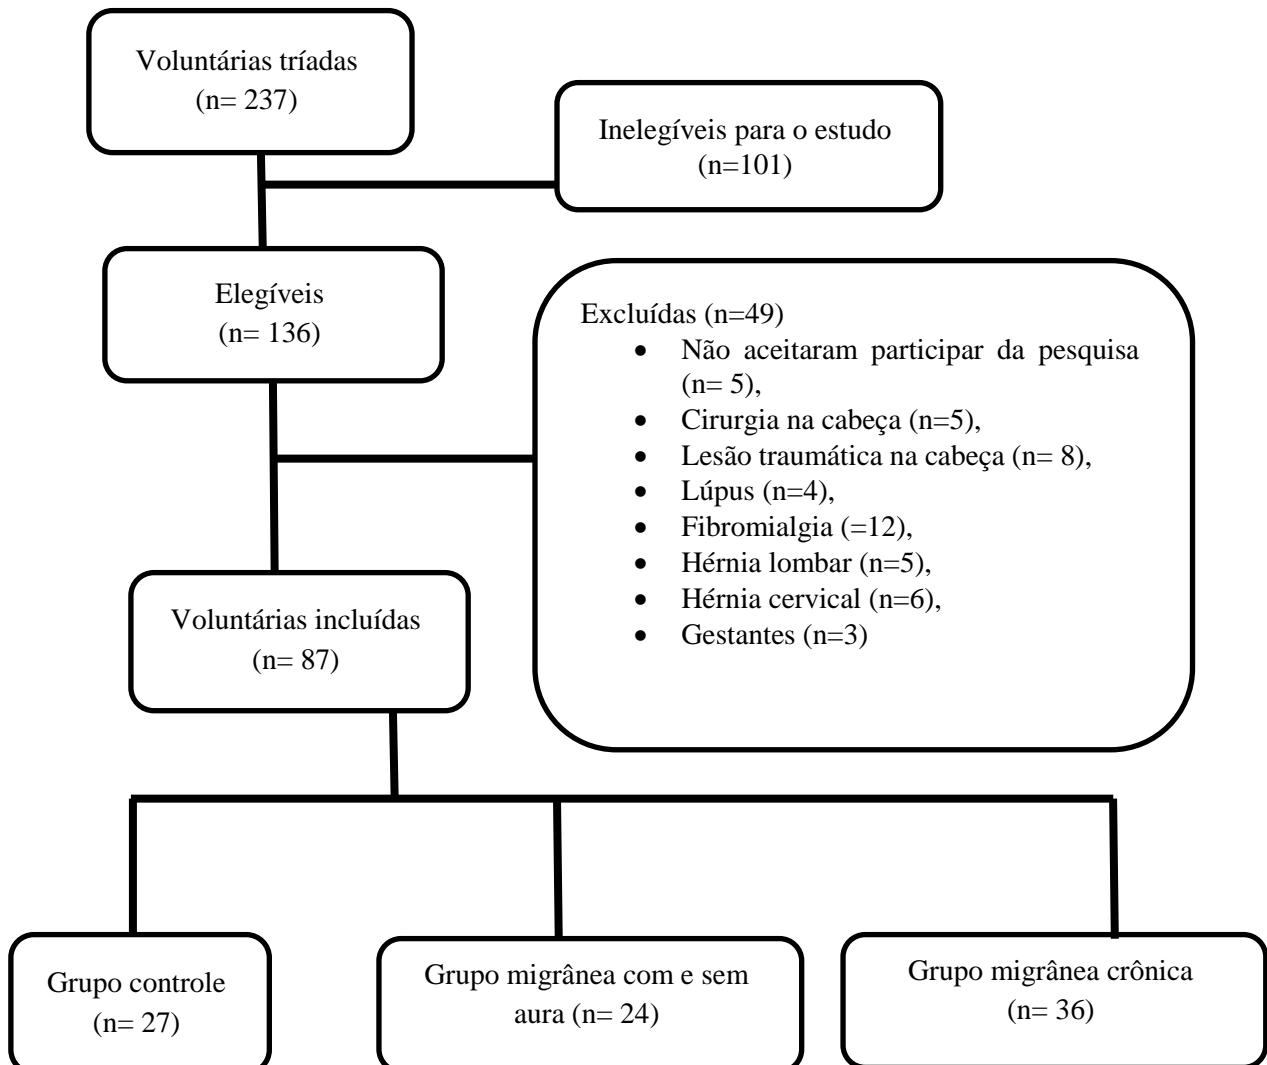 Voluntárias tríadas
(n= 237)
Inelegíveis para o estudo
(n=101)
Elegíveis
(n= 136)
Excluídas (n=49)
• Não aceitaram participar da pesquisa
(n= 5),
• Cirurgia na cabeça (n=5),
• Lesão traumática na cabeça (n= 8),
• Lúpus (n=4),
• Fibromialgia (=12),
• Hérnia lombar (n=5),
• Hérnia cervical (n=6),
• Gestantes (n=3)
Voluntárias incluídas
(n= 87)
Grupo controle
(n= 27)
Grupo migrânea com e sem
aura (n= 24)
Grupo migrânea crônica
(n= 36)